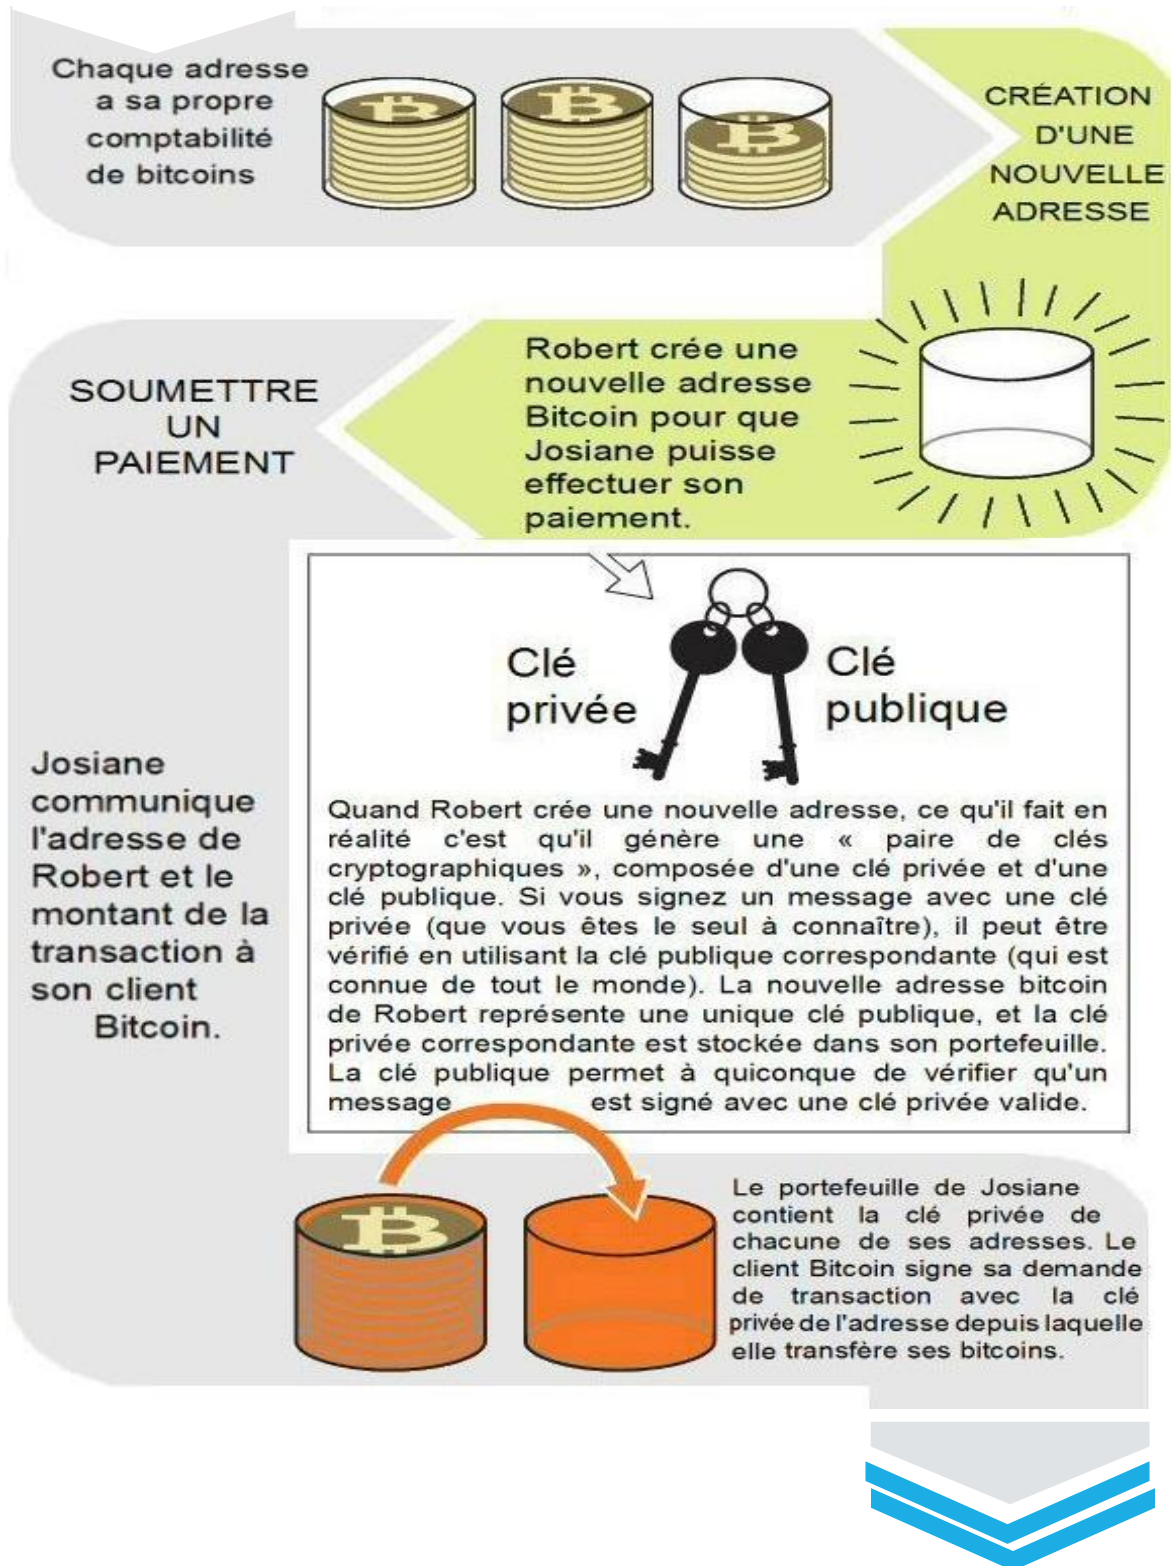 Chaque adresse
a sa propre
comptabilité
de bitcoins
CRÉATION
D'UNE
NOUVELLE
ADRESSE
Robert crée une
nouvelle adresse
Bitcoin pour que
Josiane puisse
effectuer son
paiement.
SOUMETTRE
UN
PAIEMENT
Josiane
communique
l'adresse de
Robert et le
montant de la
transaction à
son client
Bitcoin.
Clé
privée
Clé
publique
Quand Robert crée une nouvelle adresse, ce qu'il fait en
réalité c'est qu'il génère une « paire de clés
cryptographiques », composée d'une clé privée et d'une
clé publique. Si vous signez un message avec une clé
privée (que vous êtes le seul à connaître), il peut être
vérifié en utilisant la clé publique correspondante (qui est
connue de tout le monde). La nouvelle adresse bitcoin
de Robert représente une unique clé publique, et la clé
privée correspondante est stockée dans son portefeuille.
La clé publique permet à quiconque de vérifier qu'un
message est signé avec une clé privée valide.
Le portefeuille de Josiane
contient la clé privée de
chacune de ses adresses. Le
client Bitcoin signe sa demande
de transaction avec la clé
privée de l'adresse depuis laquelle
elle transfère ses bitcoins.